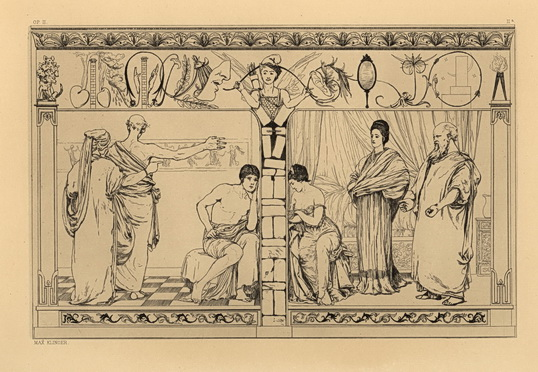 OP II.
II a.
MAX KLINGER.